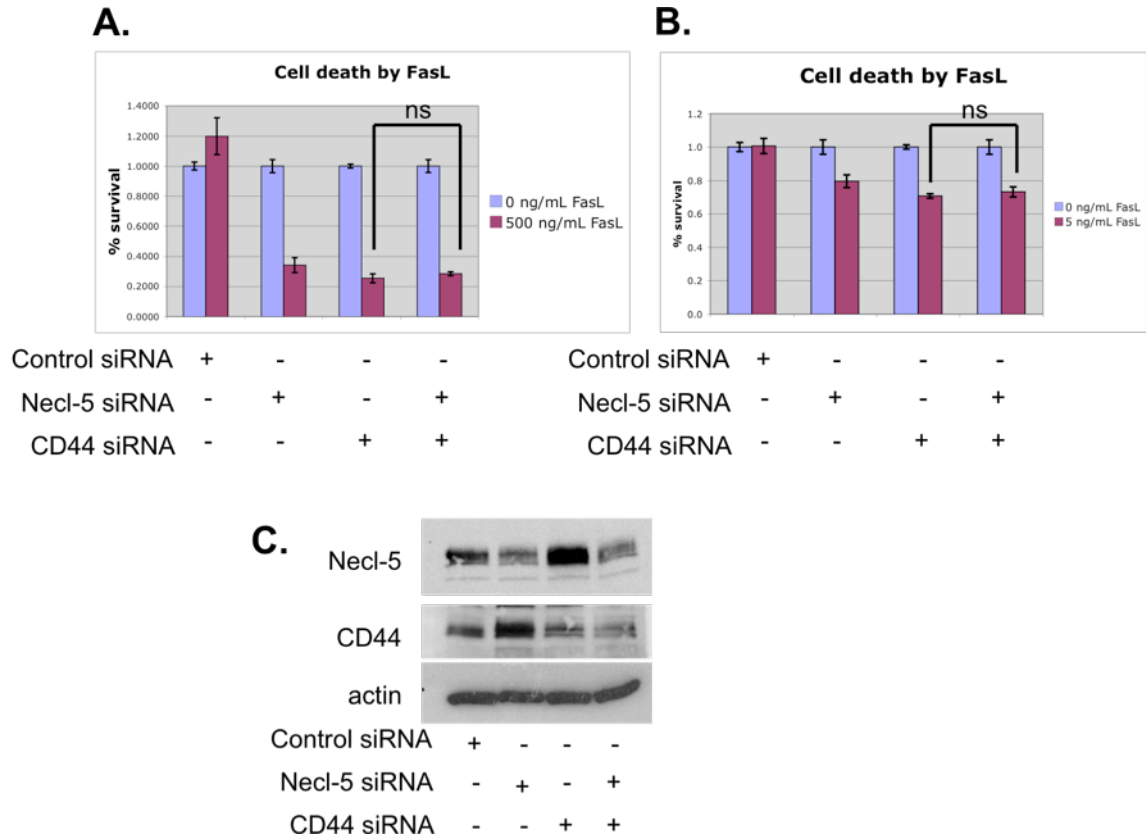 A.
Cell death by FasL
ns
1.4000
1.2000
1.0000
0.8000
0.6000
0.4000
0.2000
0.0000
% survival
0 ng/mL FasL
500 ng/mL FasL
Control siRNA + - - -
Necl-5 siRNA - + - +
CD44 siRNA - - + +
B.
Cell death by FasL
ns
1.2
1.0
0.8
0.6
0.4
0.2
0.0
% survival
0 ng/mL FasL
5 ng/mL FasL
Control siRNA + - - -
Necl-5 siRNA - + - +
CD44 siRNA - - + +
C.
Necl-5
CD44
actin
Control siRNA + - - -
Necl-5 siRNA - + - +
CD44 siRNA - - + +